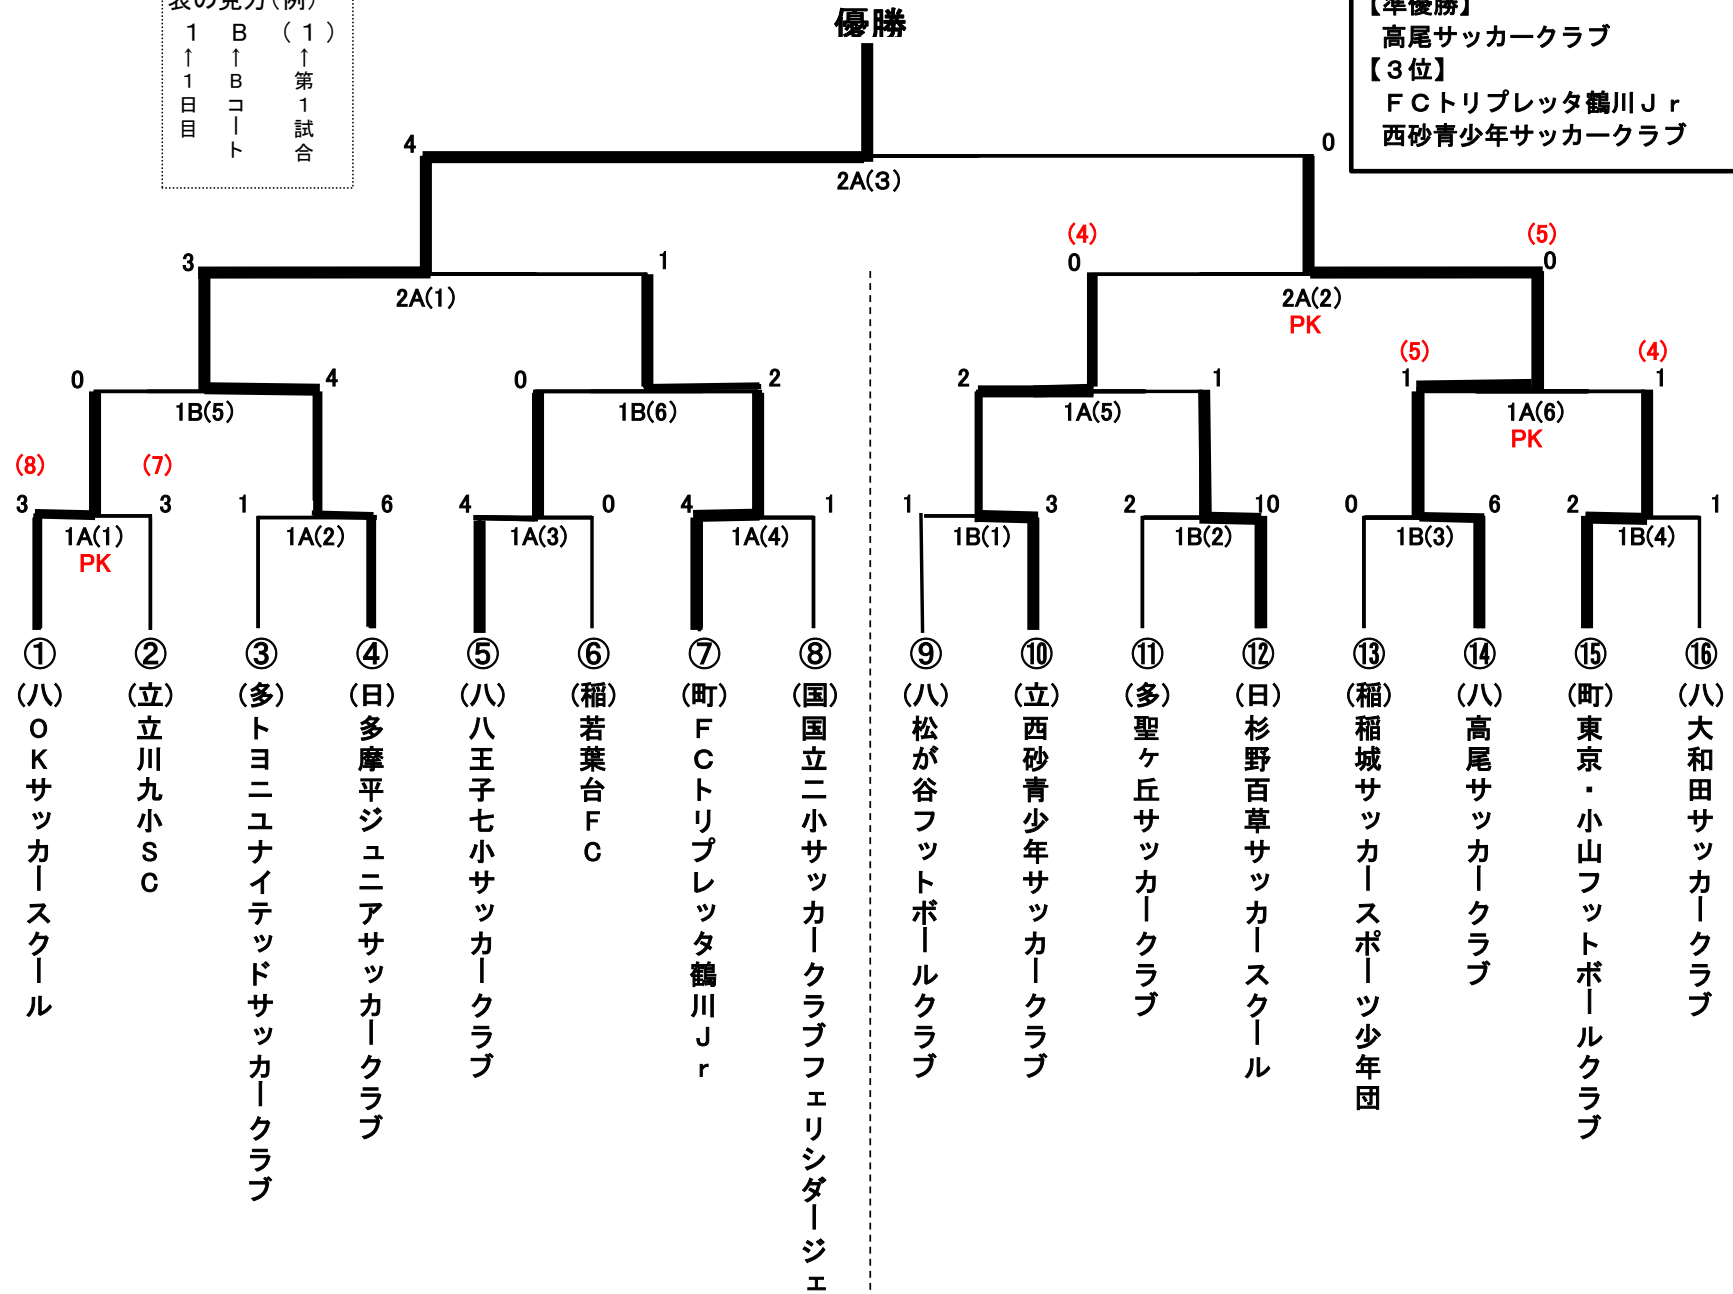 表の見方(例)
１ Ｂ (１)
↑ ↑ ↑
１日目
Ｂコート
第１試合
優勝
【準優勝】
高尾サッカークラブ
【３位】
ＦＣトリプレッタ鶴川Ｊｒ
西砂青少年サッカークラブ
4 0
2A(3)
(4) (5)
3 1 0 0
2A(1) 2A(2)
PK
(5) (4)
0 4 0 2 2 1 1 1
1B(5) 1B(6) 1A(5) 1A(6)
PK
(8) (7)
3 3 1 6 4 0 4 1 1 3 2 10 0 6 2 1
1A(1) 1A(2) 1A(3) 1A(4) 1B(1) 1B(2) 1B(3) 1B(4)
PK
① ② ③ ④ ⑤ ⑥ ⑦ ⑧ ⑨ ⑩ ⑪ ⑫ ⑬ ⑭ ⑮ ⑯
(八) (立) (多) (日) (八) (稲) (町) (国) (八) (立) (多) (日) (稲) (八) (町) (八)
ＯＫサッカースクール
立川九小ＳＣ
トヨニユナイテッドサッカークラブ
多摩平ジュニアサッカークラブ
八王子七小サッカークラブ
若葉台ＦＣ
ＦＣトリプレッタ鶴川Ｊｒ
国立二小サッカークラブフェリシダージェ
松が谷フットボールクラブ
西砂青少年サッカークラブ
聖ヶ丘サッカークラブ
杉野百草サッカースクール
稲城サッカースポーツ少年団
高尾サッカークラブ
東京・小山フットボールクラブ
大和田サッカークラブ